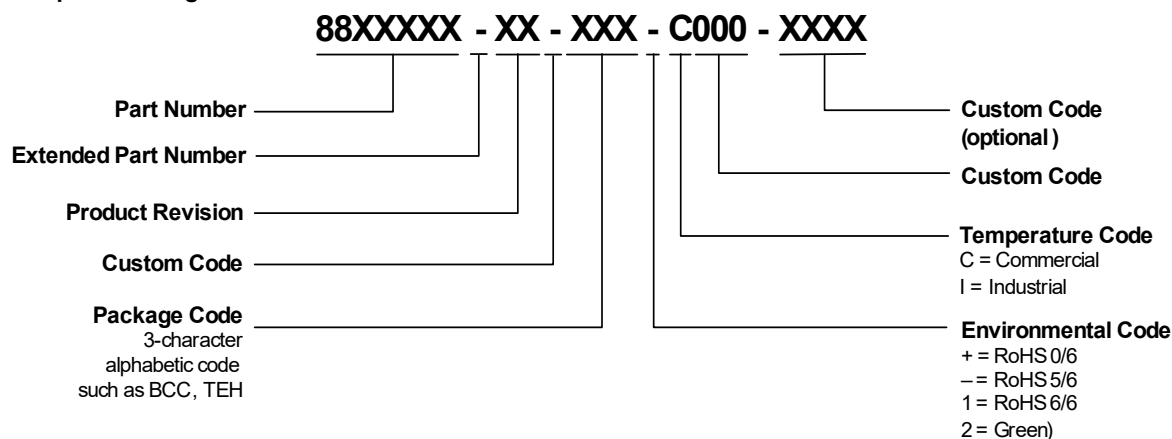 88XXXXX - XX - XXX - C000 - XXXX
Part Number
Extended Part Number
Product Revision
Custom Code
Package Code
3-character
alphabetic code
such as BCC, TEH
Custom Code
(optional)
Custom Code
Temperature Code
C = Commercial
I = Industrial
Environmental Code
+ = RoHS 0/6
– = RoHS 5/6
1 = RoHS 6/6
2 = Green)